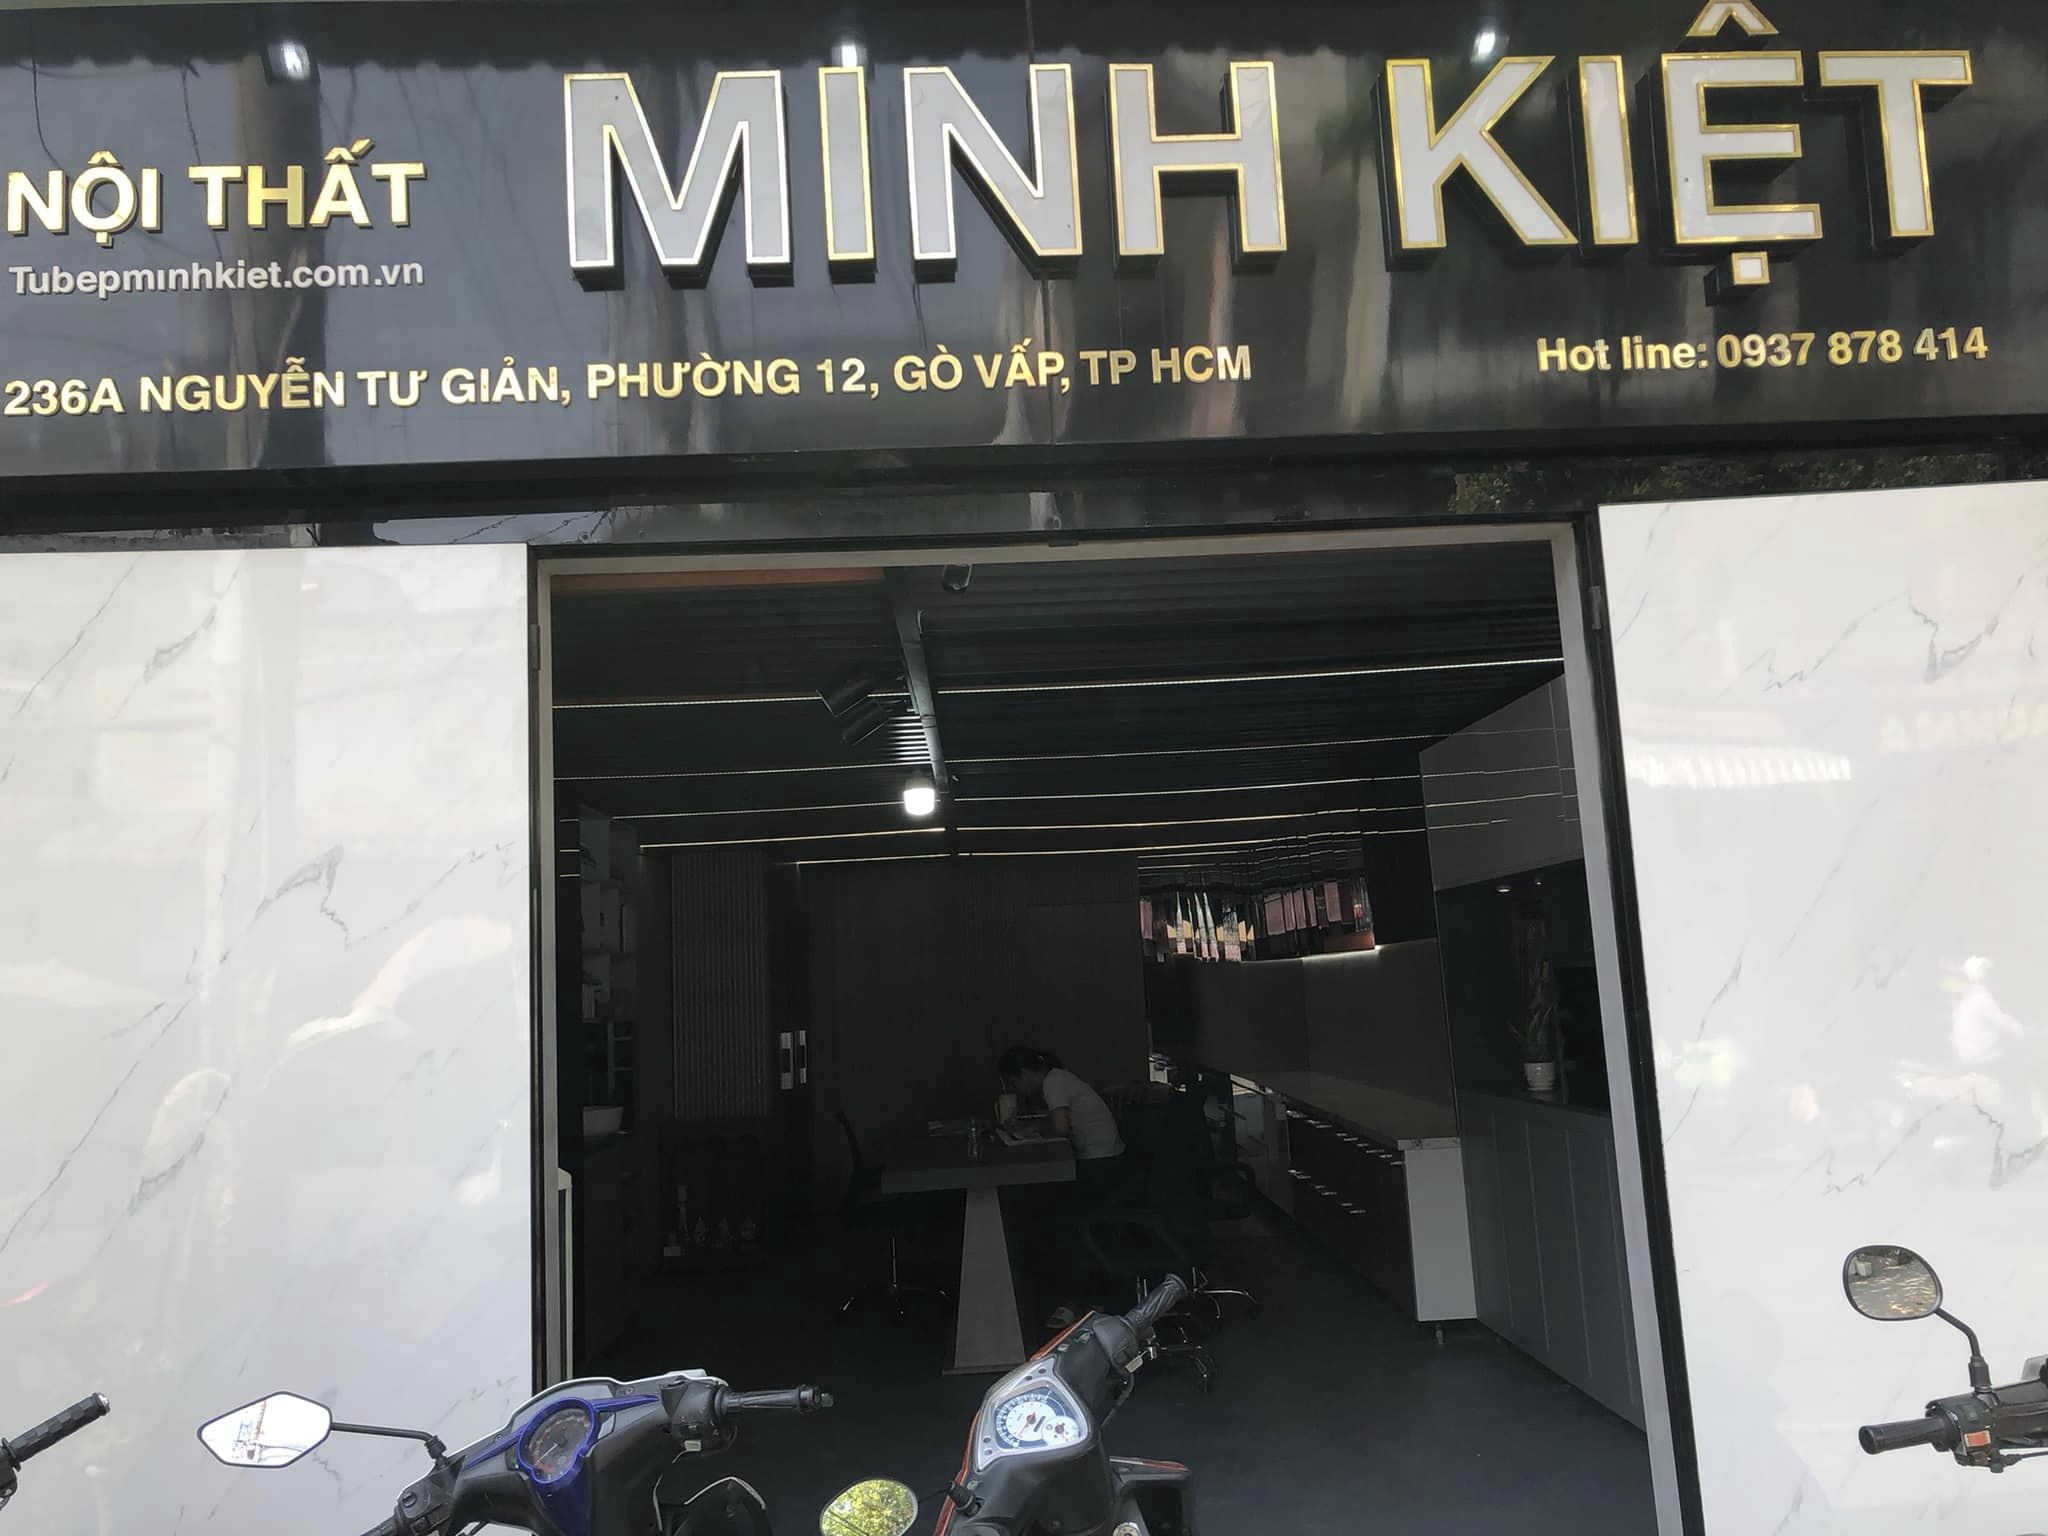 NỘI THẤT
MINH KIỆT
Tubepminhkiet.com.vn
236A NGUYỄN TƯ GIẢN, PHƯỜNG 12, GÒ VẤP, TP HCM
Hot line: 0937 878 414